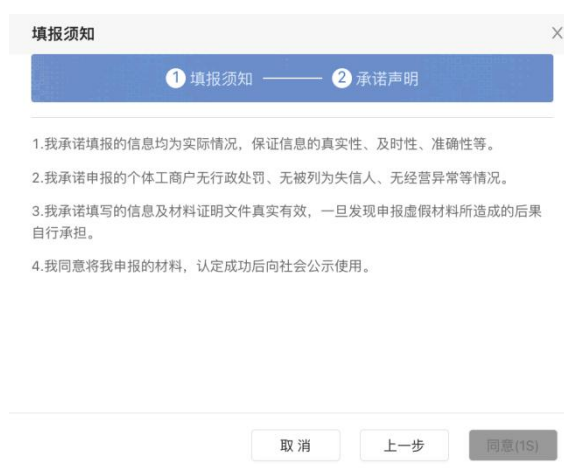 填报须知
X
1 填报须知 2 承诺声明
1.我承诺填报的信息均为实际情况，保证信息的真实性、及时性、准确性等。
2.我承诺申报的个体工商户无行政处罚、无被列为失信人、无经营异常等情况。
3.我承诺填写的信息及材料证明文件真实有效，一旦发现申报虚假材料所造成的后果
自行承担。
4.我同意将我申报的材料，认定成功后向社会公示使用。
取消 上一步 同意(1S)